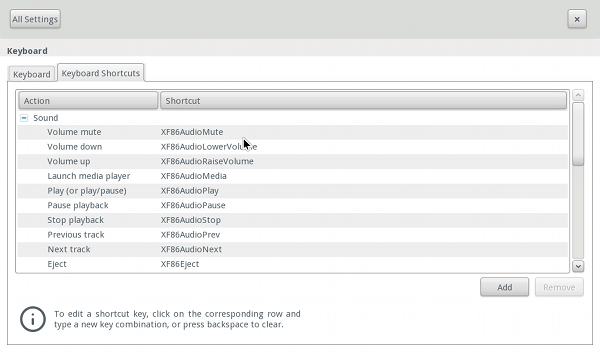 All Settings
Keyboard
Keyboard Keyboard Shortcuts
Action Shortcut
Sound
Volume mute XF86AudioMute
Volume down XF86AudioLowerVolume
Volume up XF86AudioRaiseVolume
Launch media player XF86AudioMedia
Play (or play/pause) XF86AudioPlay
Pause playback XF86AudioPause
Stop playback XF86AudioStop
Previous track XF86AudioPrev
Next track XF86AudioNext
Eject XF86Eject
Add Remove
To edit a shortcut key, click on the corresponding row and
type a new key combination, or press backspace to clear.